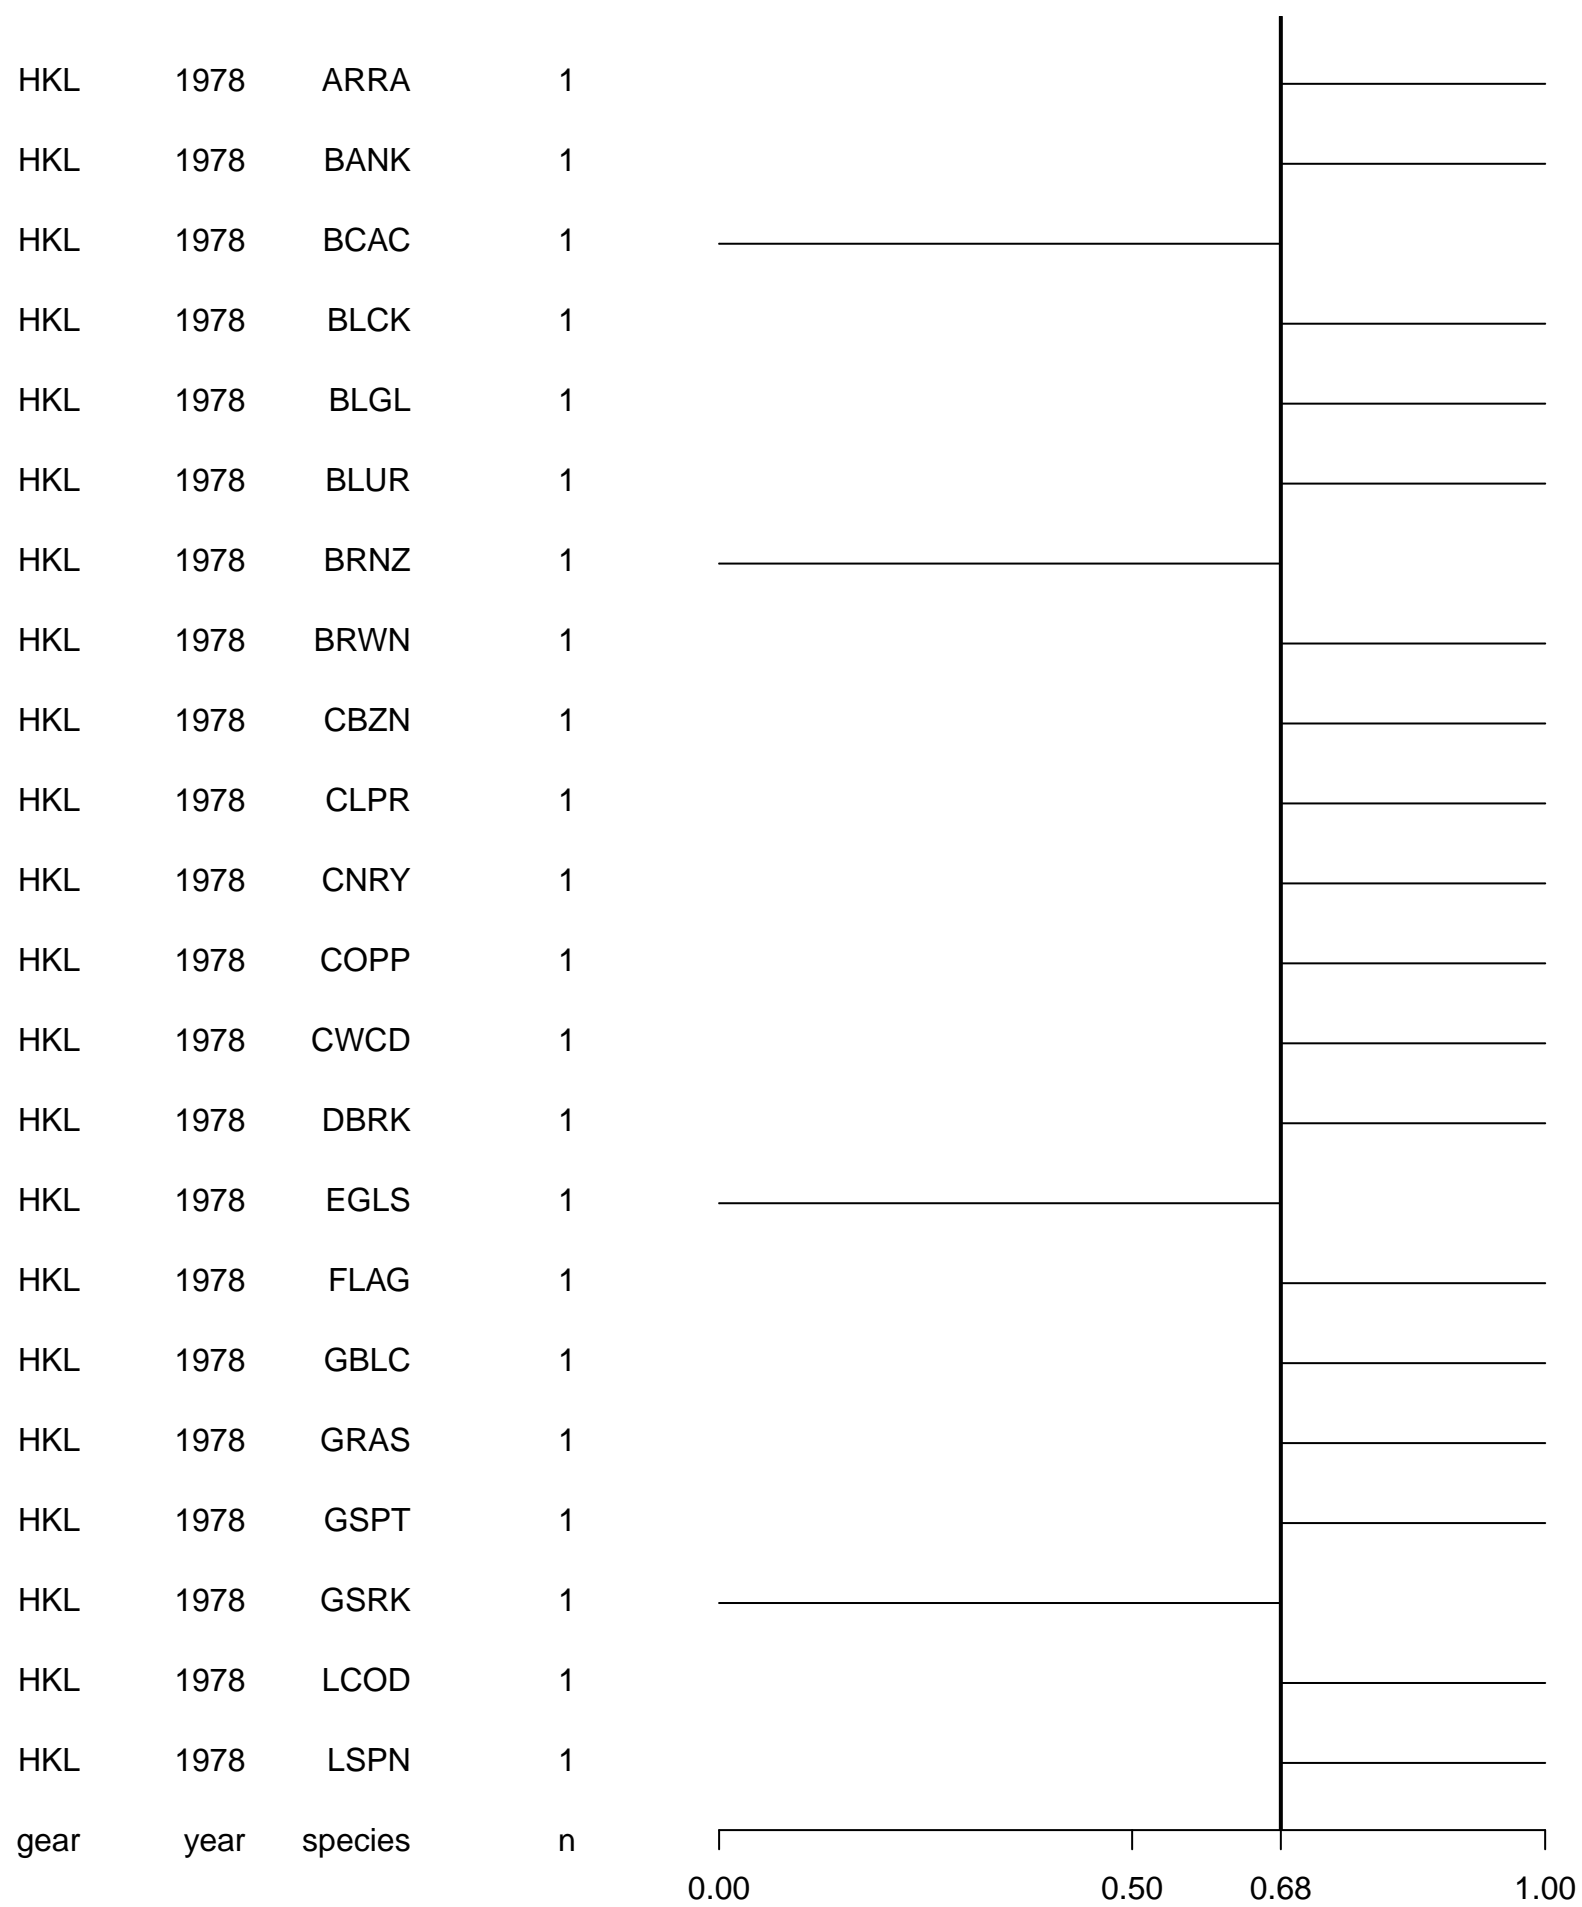 HKL 1978 ARRA 1
HKL 1978 BANK 1
HKL 1978 BCAC 1
HKL 1978 BLCK 1
HKL 1978 BLGL 1
HKL 1978 BLUR 1
HKL 1978 BRNZ 1
HKL 1978 BRWN 1
HKL 1978 CBZN 1
HKL 1978 CLPR 1
HKL 1978 CNRY 1
HKL 1978 COPP 1
HKL 1978 CWCD 1
HKL 1978 DBRK 1
HKL 1978 EGLS 1
HKL 1978 FLAG 1
HKL 1978 GBLC 1
HKL 1978 GRAS 1
HKL 1978 GSPT 1
HKL 1978 GSRK 1
HKL 1978 LCOD 1
HKL 1978 LSPN 1
gear year species n
0.00 0.50 0.68 1.00